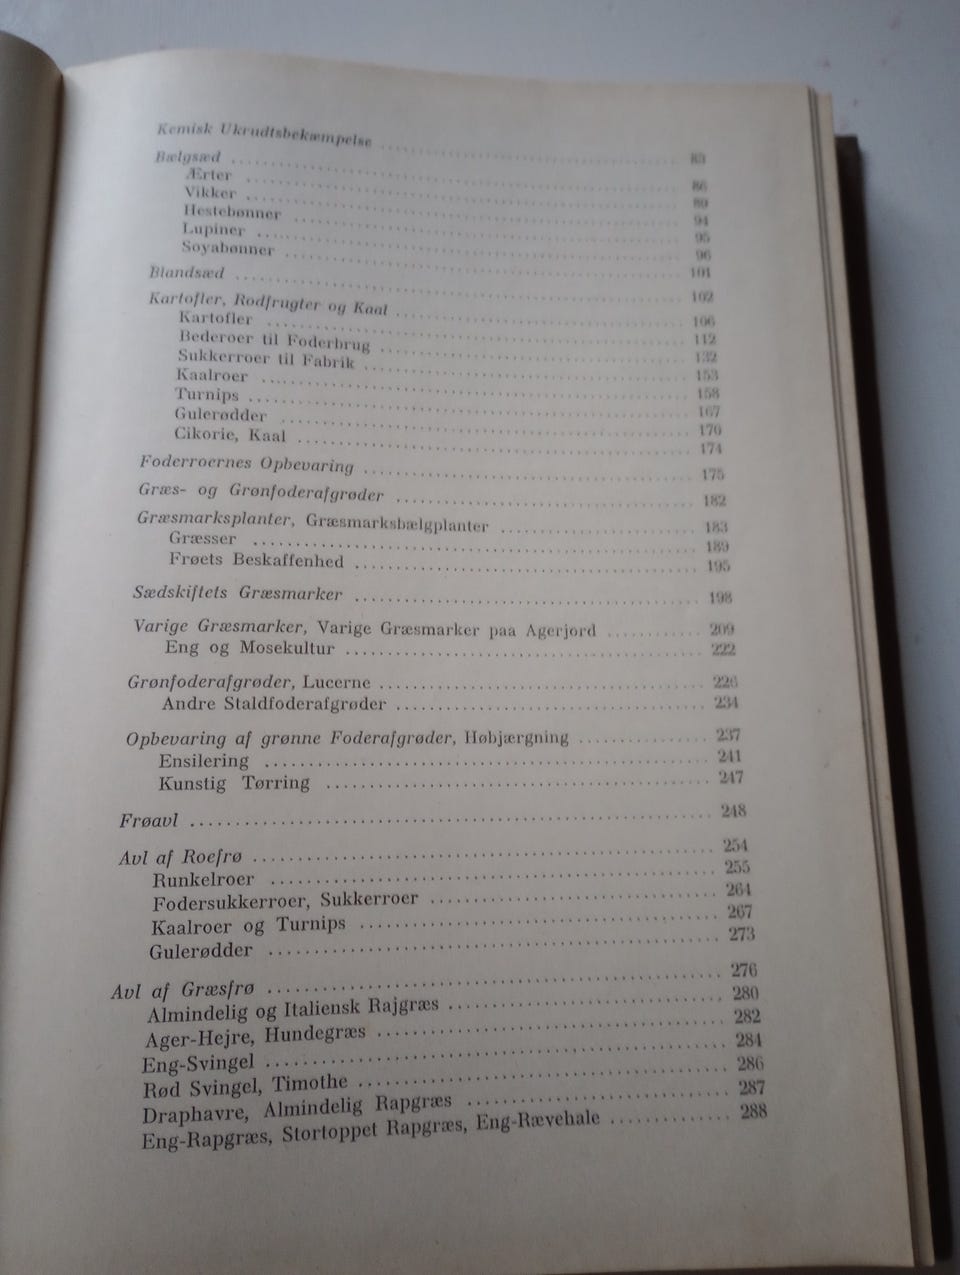 Kemisk Ukrudtsbekæmpelse ........ 83
Bælgsæd ........ 86
Ærter ........ 89
Vikker ........ 94
Hestebønner ........ 95
Lupiner ........ 96
Soyabønner ........ 101
Blandsæd ........ 102
Kartofler, Rodfrugter og Kaal ........ 106
Kartofler ........ 112
Bederoer til Foderbrug ........ 132
Sukkerroer til Fabrik ........ 153
Kaalroer ........ 158
Turnips ........ 167
Gulerødder ........ 170
Cikorie, Kaal ........ 174
Foderroernes Opbevaring ........ 175
Græs- og Grønfoderafgrøder ........ 182
Græsmarksplanter, Græsmarksbælgplanter ........ 183
Græsser ........ 189
Frøets Beskaffenhed ........ 195
Sædskiftets Græsmarker ........ 198
Varige Græsmarker, Varige Græsmarker paa Agerjord ........ 209
Eng og Mosekultur ........ 222
Grønfoderafgrøder, Lucerne ........ 226
Andre Staldfoderafgrøder ........ 234
Opbevaring af grønne Foderafgrøder, Høbjærgning ........ 237
Ensilering ........ 241
Kunstig Tørring ........ 247
Frøavl ........ 248
Avl af Roefrø ........ 254
Runkelroer ........ 255
Fodersukkerroer, Sukkerroer ........ 264
Kaalroer og Turnips ........ 267
Gulerødder ........ 273
Avl af Græsfrø ........ 276
Almindelig og Italiensk Rajgræs ........ 280
Ager-Hejre, Hundegræs ........ 282
Eng-Svingel ........ 284
Rød Svingel, Timothe ........ 286
Draphavre, Almindelig Rapgræs ........ 287
Eng-Rapgræs, Stortoppet Rapgræs, Eng-Rævehale ........ 288